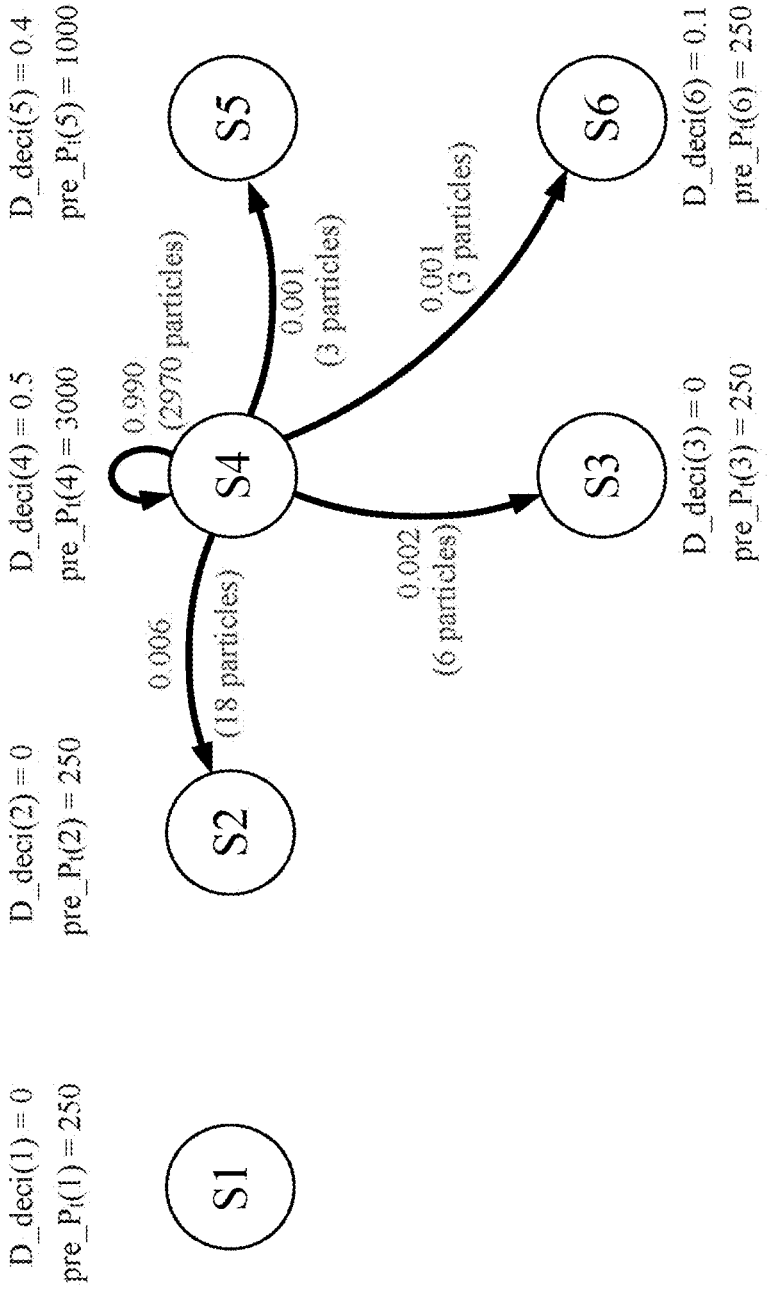 D_deci(1) = 0
pre_Pt(1) = 250
D_deci(2) = 0
pre_Pt(2) = 250
D_deci(4) = 0.5
pre_Pt(4) = 3000
D_deci(5) = 0.4
pre_Pt(5) = 1000
0.990
(2970 particles)
0.006
(18 particles)
0.001
(3 particles)
S1
S2
S4
S5
0.002
(6 particles)
0.001
(3 particles)
S3
S6
D_deci(3) = 0
pre_Pt(3) = 250
D_deci(6) = 0.1
pre_Pt(6) = 250